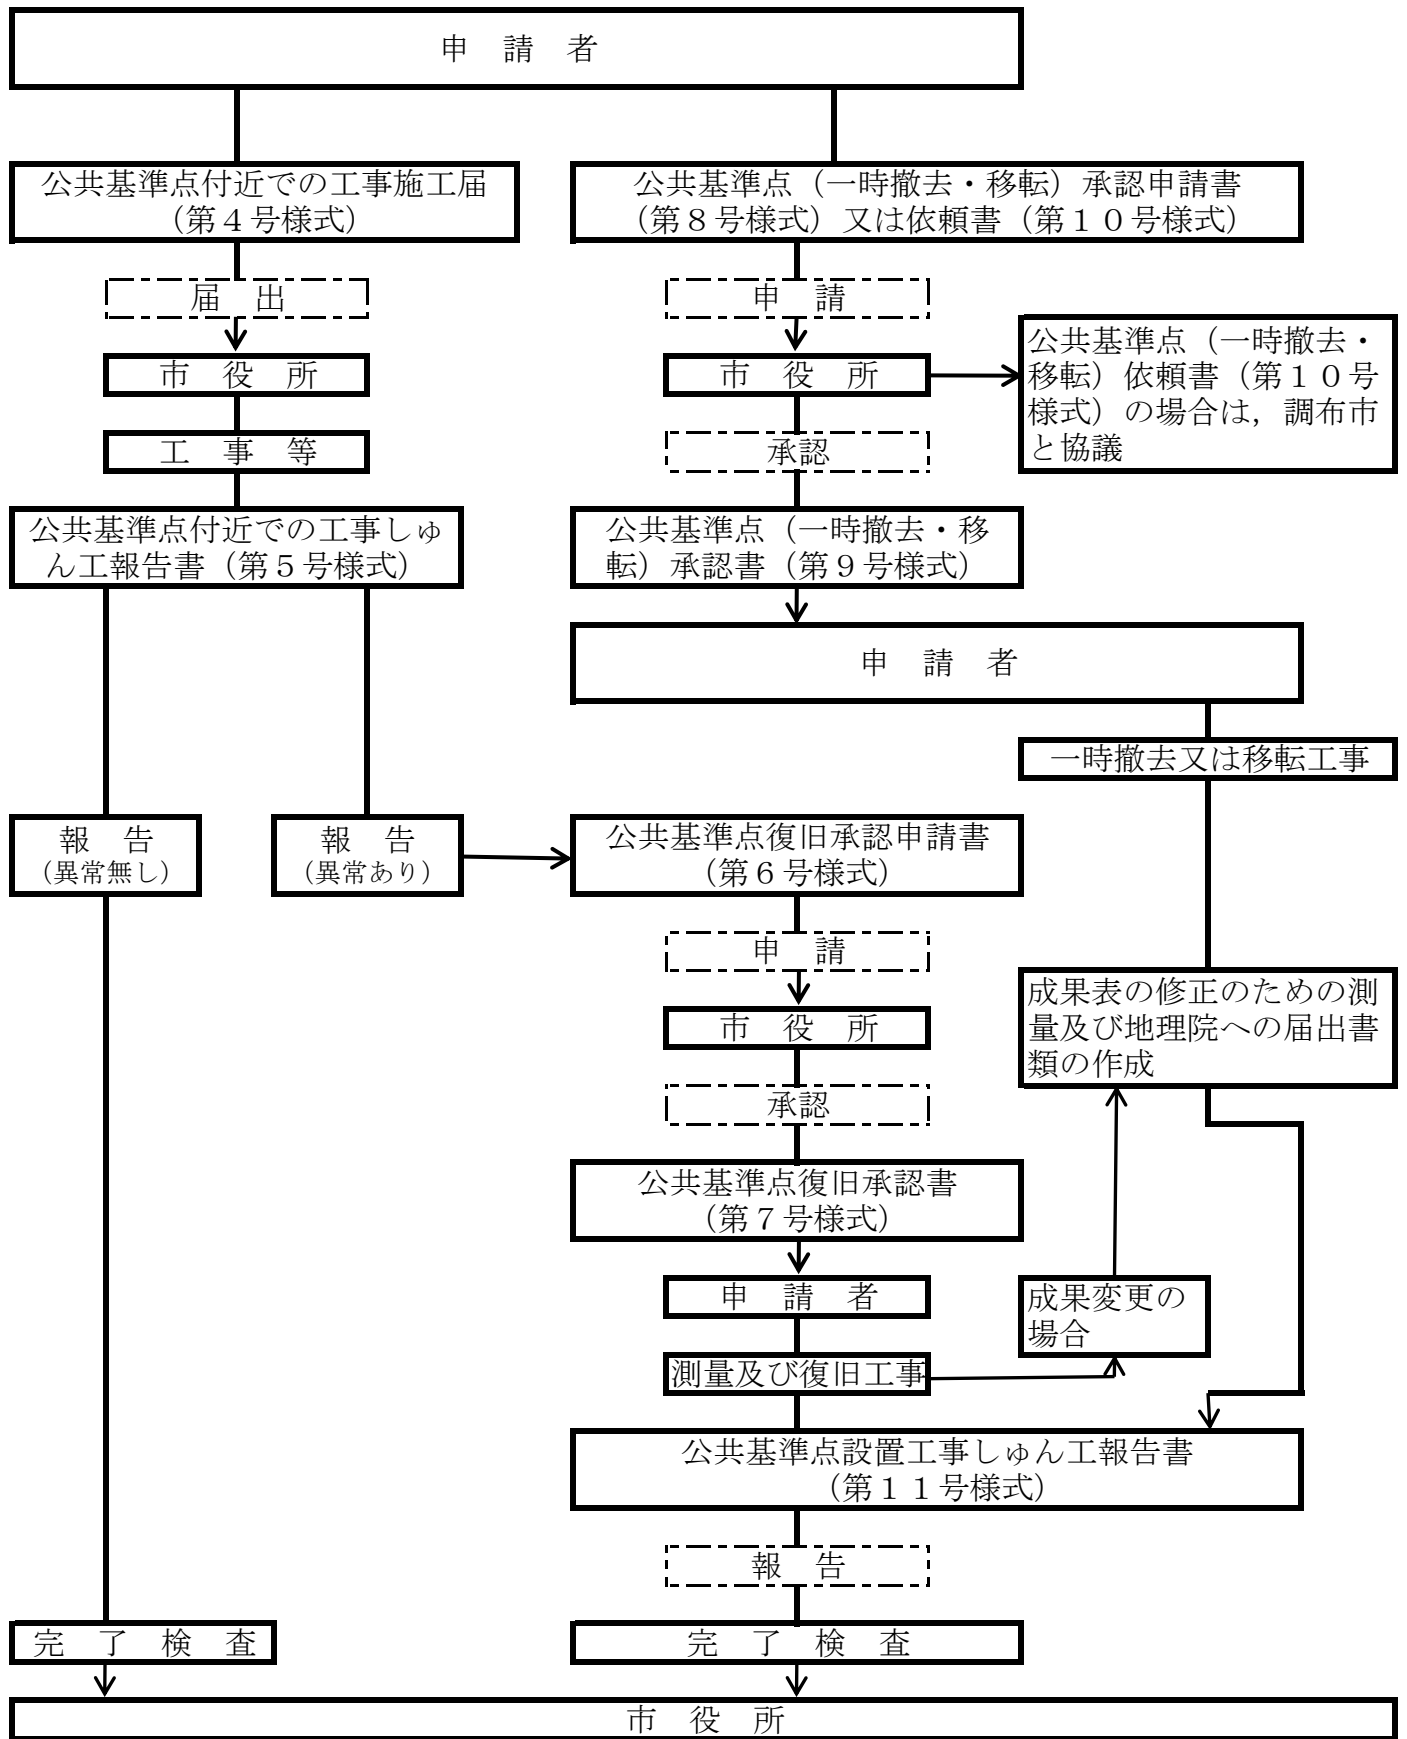 申　請　者
公共基準点付近での工事施工届
（第４号様式）
公共基準点（一時撤去・移転）承認申請書
（第８号様式）又は依頼書（第１０号様式）
届　出
申　請
市　役　所
市　役　所
公共基準点（一時撤去・
移転）依頼書（第１０号
様式）の場合は，調布市
と協議
工　事　等
承認
公共基準点付近での工事しゅ
ん工報告書（第５号様式）
公共基準点（一時撤去・移
転）承認書（第９号様式）
申　請　者
一時撤去又は移転工事
報　告
（異常無し）
報　告
（異常あり）
公共基準点復旧承認申請書
（第６号様式）
申　請
市　役　所
成果表の修正のための測
量及び地理院への届出書
類の作成
承認
公共基準点復旧承認書
（第７号様式）
申　請　者
成果変更の
場合
測量及び復旧工事
公共基準点設置工事しゅん工報告書
（第１１号様式）
報　告
完　了　検　査
完　了　検　査
市　役　所